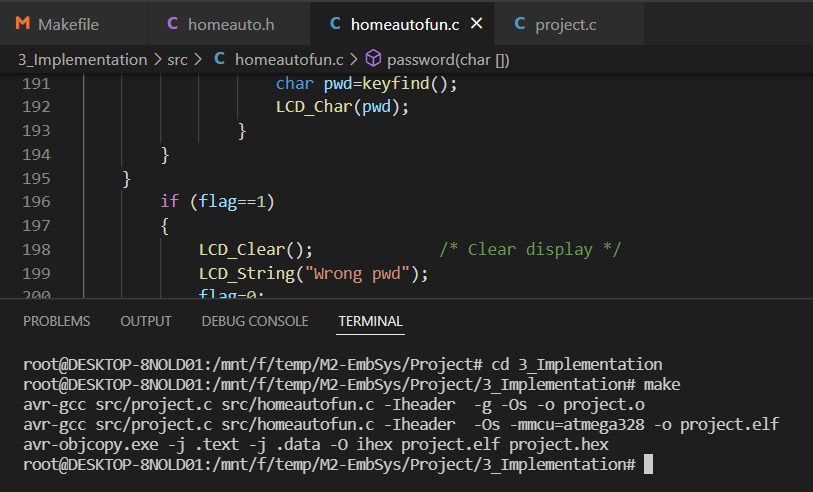 Makefile homeauto.h homeautofun.c project.c
3_Implementation > src > homeautofun.c > password(char [])
191 char pwd=keyfind();
192 LCD_Char(pwd);
193 }
194 }
195 }
196 if (flag==1)
197 {
198 LCD_Clear(); /* Clear display */
199 LCD_String("Wrong pwd");
200 flag=0;
PROBLEMS OUTPUT DEBUG CONSOLE TERMINAL
root@DESKTOP-8NOLD01:/mnt/f/temp/M2-EmbSys/Project# cd 3_Implementation
root@DESKTOP-8NOLD01:/mnt/f/temp/M2-EmbSys/Project/3_Implementation# make
avr-gcc src/project.c src/homeautofun.c -Iheader  -g -Os -o project.o
avr-gcc src/project.c src/homeautofun.c -Iheader  -Os -mmcu=atmega328 -o project.elf
avr-objcopy.exe -j .text -j .data -O ihex project.elf project.hex
root@DESKTOP-8NOLD01:/mnt/f/temp/M2-EmbSys/Project/3_Implementation#